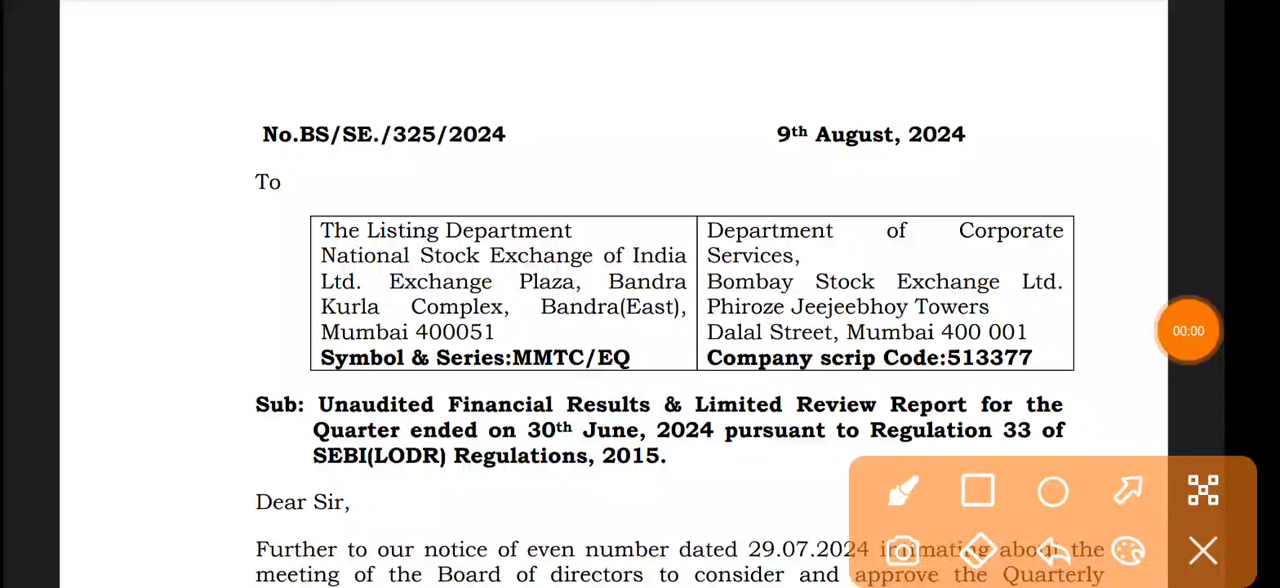 No.BS/SE./325/2024 9th August, 2024
To
The Listing Department
National Stock Exchange of India
Ltd. Exchange Plaza, Bandra
Kurla Complex, Bandra(East),
Mumbai 400051
Symbol & Series:MMTC/EQ
Department of Corporate
Services,
Bombay Stock Exchange Ltd.
Phiroze Jeejeebhoy Towers
Dalal Street, Mumbai 400 001
Company scrip Code:513377
00:00
Sub: Unaudited Financial Results & Limited Review Report for the
Quarter ended on 30th June, 2024 pursuant to Regulation 33 of
SEBI(LODR) Regulations, 2015.
Dear Sir,
Further to our notice of even number dated 29.07.2024 intimating about the
meeting of the Board of directors to consider and approve the Quarterly